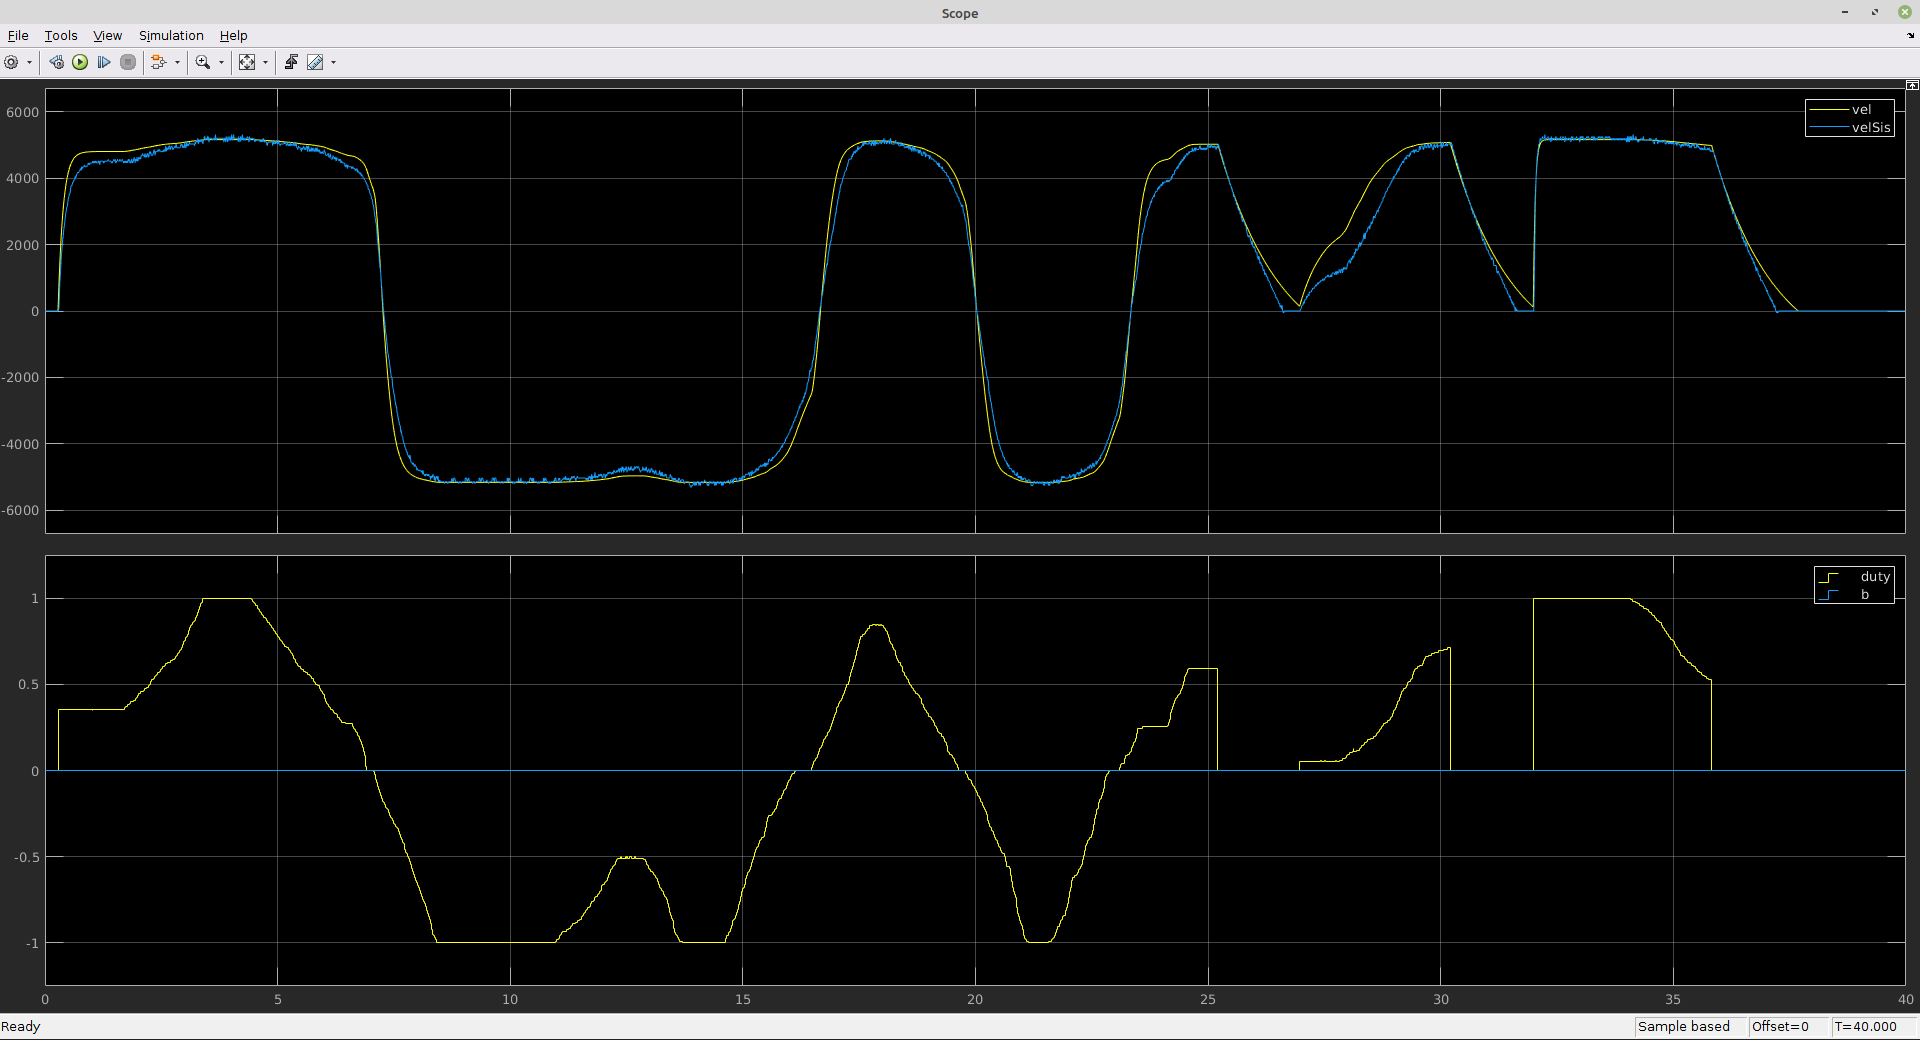 Scope
File Tools View Simulation Help
6000
4000
2000
0
-2000
-4000
-6000
vel
velSis
1
0.5
0
-0.5
-1
duty
b
0 5 10 15 20 25 30 35 40
Ready
Sample based Offset=0 T=40.000